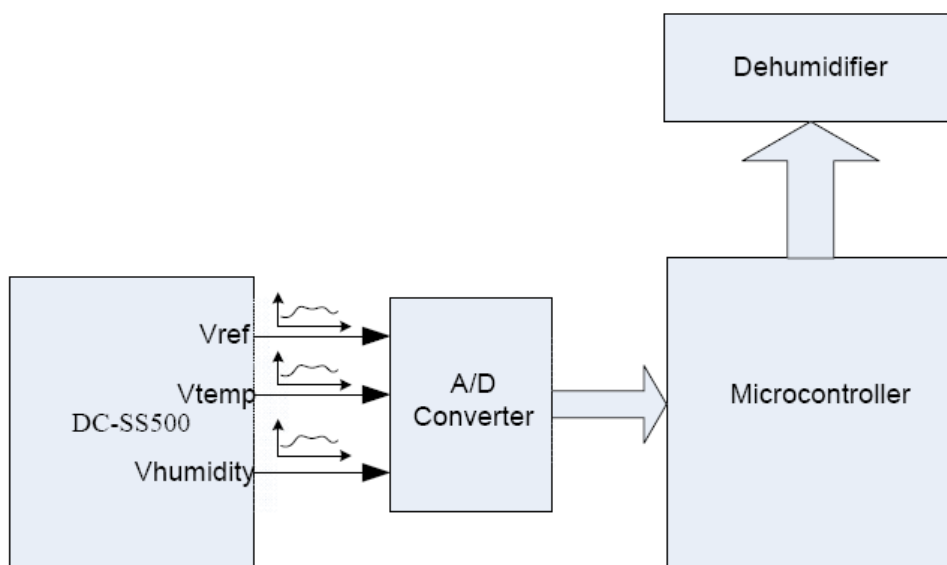 Dehumidifier
Vref
Vtemp
DC-SS500
Vhumidity
A/D
Converter
Microcontroller